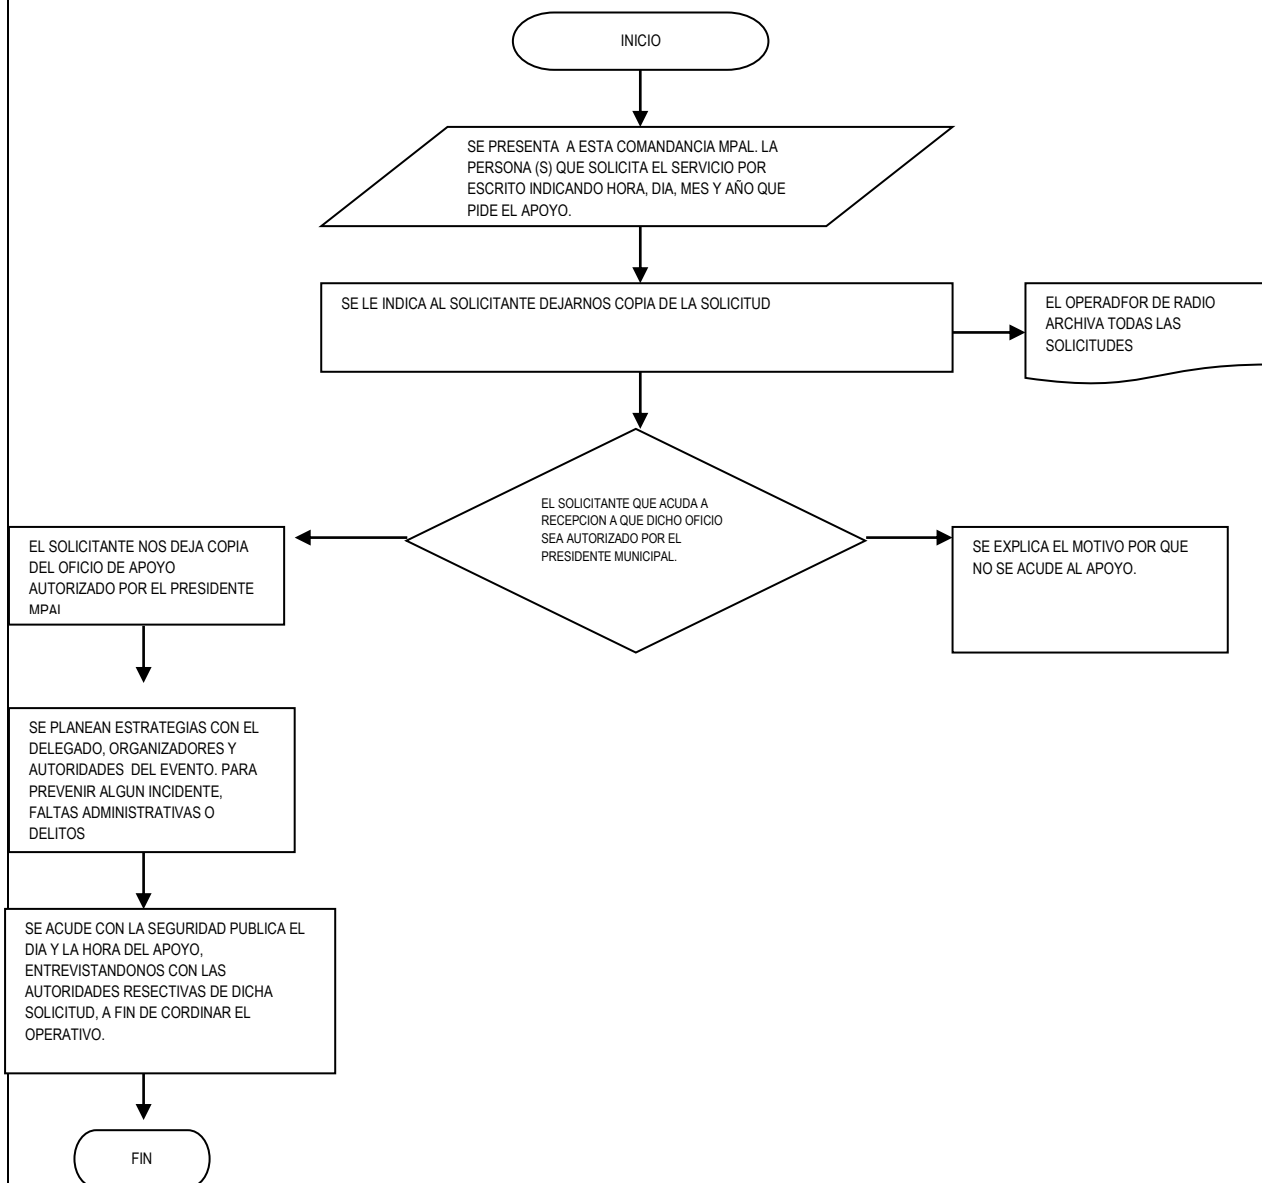 INICIO
SE PRESENTA A ESTA COMANDANCIA MPAL. LA
PERSONA (S) QUE SOLICITA EL SERVICIO POR
ESCRITO INDICANDO HORA, DIA, MES Y AÑO QUE
PIDE EL APOYO.
SE LE INDICA AL SOLICITANTE DEJARNOS COPIA DE LA SOLICITUD
EL OPERADFOR DE RADIO
ARCHIVA TODAS LAS
SOLICITUDES
EL SOLICITANTE QUE ACUDA A
RECEPCION A QUE DICHO OFICIO
SEA AUTORIZADO POR EL
PRESIDENTE MUNICIPAL.
EL SOLICITANTE NOS DEJA COPIA
DEL OFICIO DE APOYO
AUTORIZADO POR EL PRESIDENTE
MPAL
SE EXPLICA EL MOTIVO POR QUE
NO SE ACUDE AL APOYO.
SE PLANEAN ESTRATEGIAS CON EL
DELEGADO, ORGANIZADORES Y
AUTORIDADES DEL EVENTO. PARA
PREVENIR ALGUN INCIDENTE,
FALTAS ADMINISTRATIVAS O
DELITOS
SE ACUDE CON LA SEGURIDAD PUBLICA EL
DIA Y LA HORA DEL APOYO,
ENTREVISTANDONOS CON LAS
AUTORIDADES RESECTIVAS DE DICHA
SOLICITUD, A FIN DE CORDINAR EL
OPERATIVO.
FIN